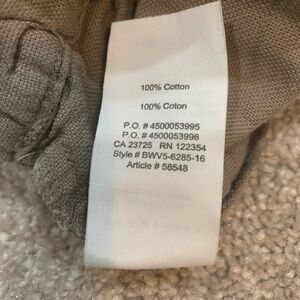 100% Cotton
100% Coton
P.O. # 4500053995
P.O. # 4500053996
CA 23725 RN 122354
Style # BWV5-6285-16
Article # 58548